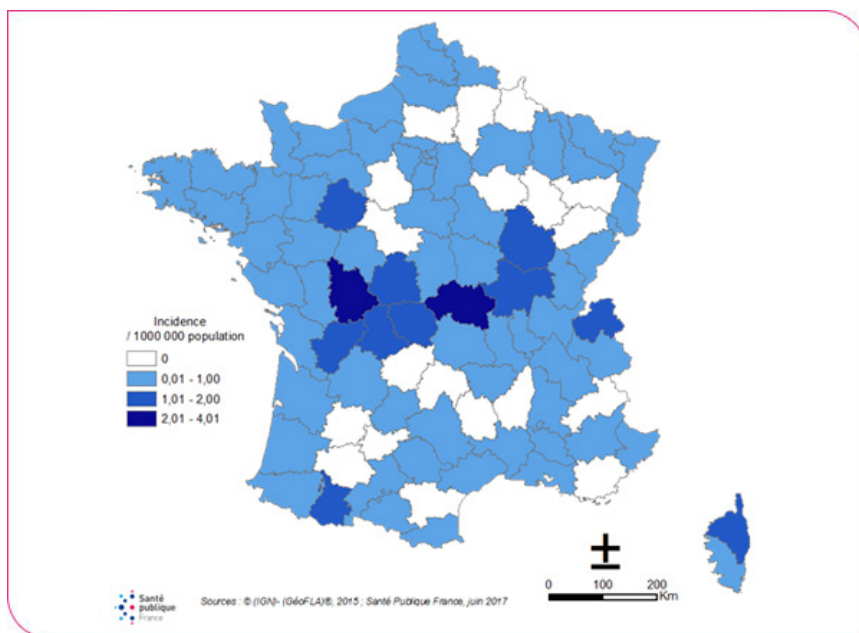 Incidence
/ 1000 000 population
0
0,01 - 1,00
1,01 - 2,00
2,01 - 4,01
Santé
publique
France
Sources : © (IGN)- (GéoFLA)®, 2015 ; Santé Publique France, juin 2017
±
0 100 200
Km